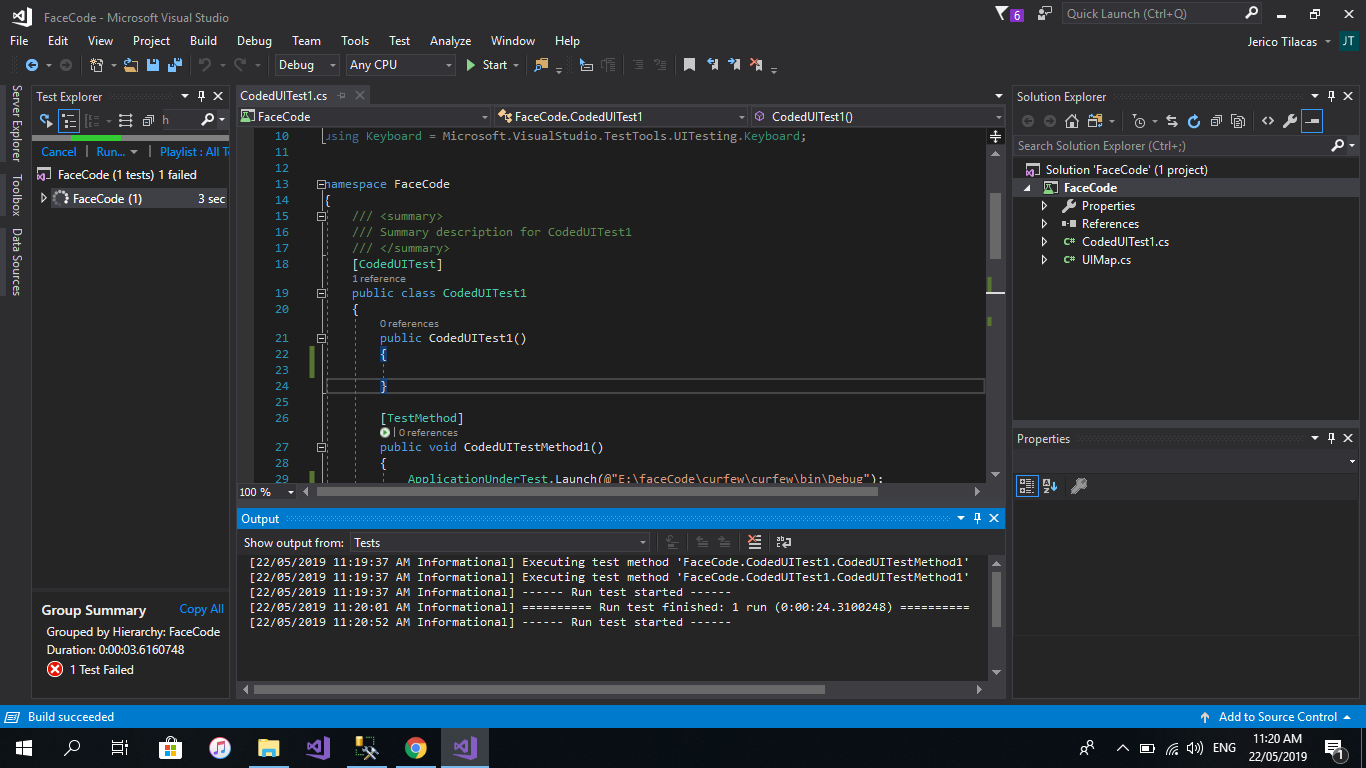 FaceCode - Microsoft Visual Studio
6
Quick Launch (Ctrl+Q)
File Edit View Project Build Debug Team Tools Test Analyze Window Help
Jerico Tilacas
JT
Debug
Any CPU
Start
Server Explorer
Toolbox
Data Sources
Test Explorer
h
Cancel | Run... | Playlist : All T
FaceCode (1 tests) 1 failed
FaceCode (1) 3 sec
Group Summary
Copy All
Grouped by Hierarchy: FaceCode
Duration: 0:00:03.6160748
1 Test Failed
CodedUITest1.cs
FaceCode
FaceCode.CodedUITest1
CodedUITest1()
10 using Keyboard = Microsoft.VisualStudio.TestTools.UITesting.Keyboard;
11
12
13 namespace FaceCode
14 {
15 /// <summary>
16 /// Summary description for CodedUITest1
17 /// </summary>
18 [CodedUITest]
1 reference
19 public class CodedUITest1
20 {
0 references
21 public CodedUITest1()
22 {
23
24 }
25
26 [TestMethod]
| 0 references
27 public void CodedUITestMethod1()
28 {
29 ApplicationUnderTest.Launch(@"E:\faceCode\curfew\curfew\bin\Debug");
100 %
Output
Show output from: Tests
[22/05/2019 11:19:37 AM Informational] Executing test method 'FaceCode.CodedUITest1.CodedUITestMethod1'
[22/05/2019 11:19:37 AM Informational] Executing test method 'FaceCode.CodedUITest1.CodedUITestMethod1'
[22/05/2019 11:19:37 AM Informational] ------ Run test started ------
[22/05/2019 11:20:01 AM Informational] ========== Run test finished: 1 run (0:00:24.3100248) ==========
[22/05/2019 11:20:52 AM Informational] ------ Run test started ------
Solution Explorer
Search Solution Explorer (Ctrl+;)
Solution 'FaceCode' (1 project)
FaceCode
Properties
References
C# CodedUITest1.cs
C# UIMap.cs
Properties
Build succeeded
Add to Source Control
ENG
11:20 AM
22/05/2019
1